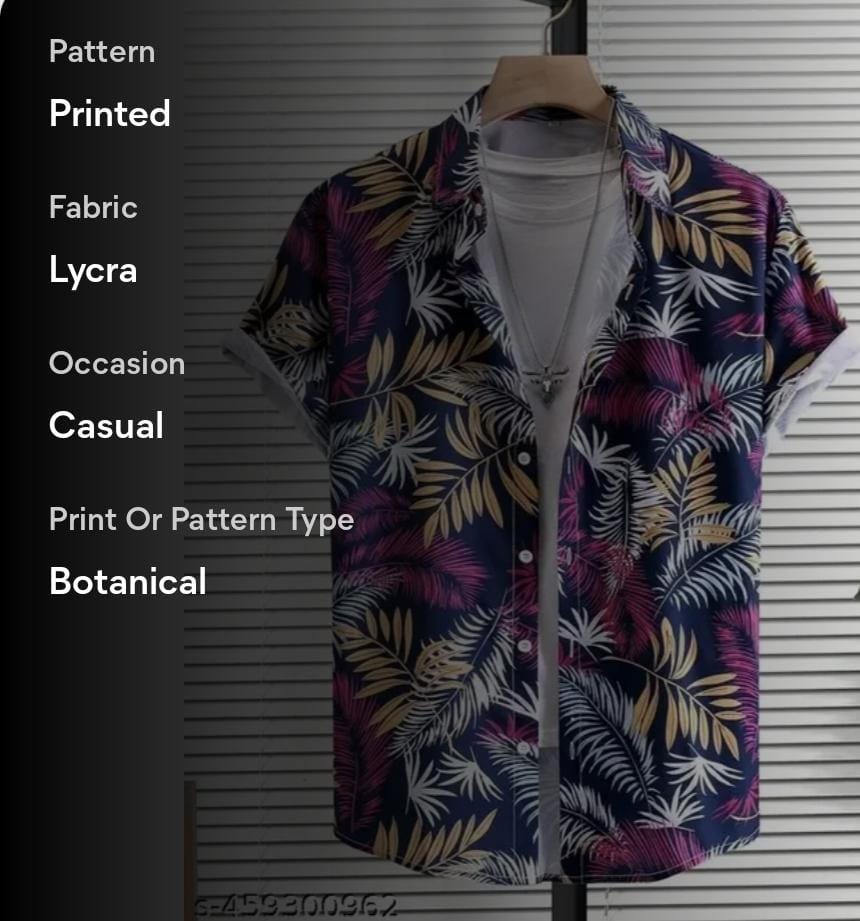 Pattern
Printed
Fabric
Lycra
Occasion
Casual
Print Or Pattern Type
Botanical
s-459300962